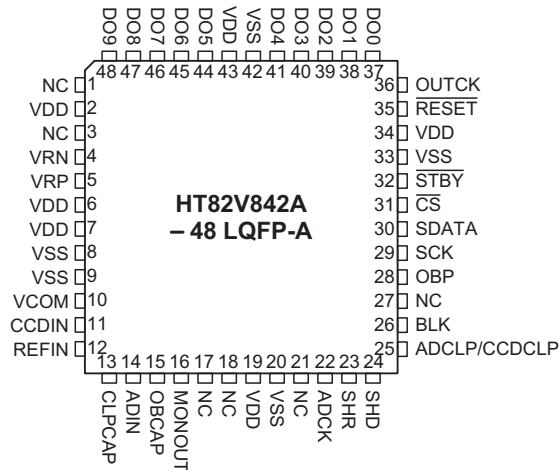 DO9
DO8
DO7
DO6
DO5
VDD
VSS
DO4
DO3
DO2
DO1
DO0
48 47 46 45 44 43 42 41 40 39 38 37
NC 1
VDD 2
NC 3
VRN 4
VRP 5
VDD 6
VDD 7
VSS 8
VSS 9
VCOM 10
CCDIN 11
REFIN 12
HT82V842A
– 48 LQFP-A
36 OUTCK
35 RESET
34 VDD
33 VSS
32 STBY
31 CS
30 SDATA
29 SCK
28 OBP
27 NC
26 BLK
25 ADCLP/CCDCLP
13 14 15 16 17 18 19 20 21 22 23 24
CLPCAP
ADIN
OBCAP
MONOUT
NC
NC
VDD
VSS
NC
ADCK
SHR
SHD